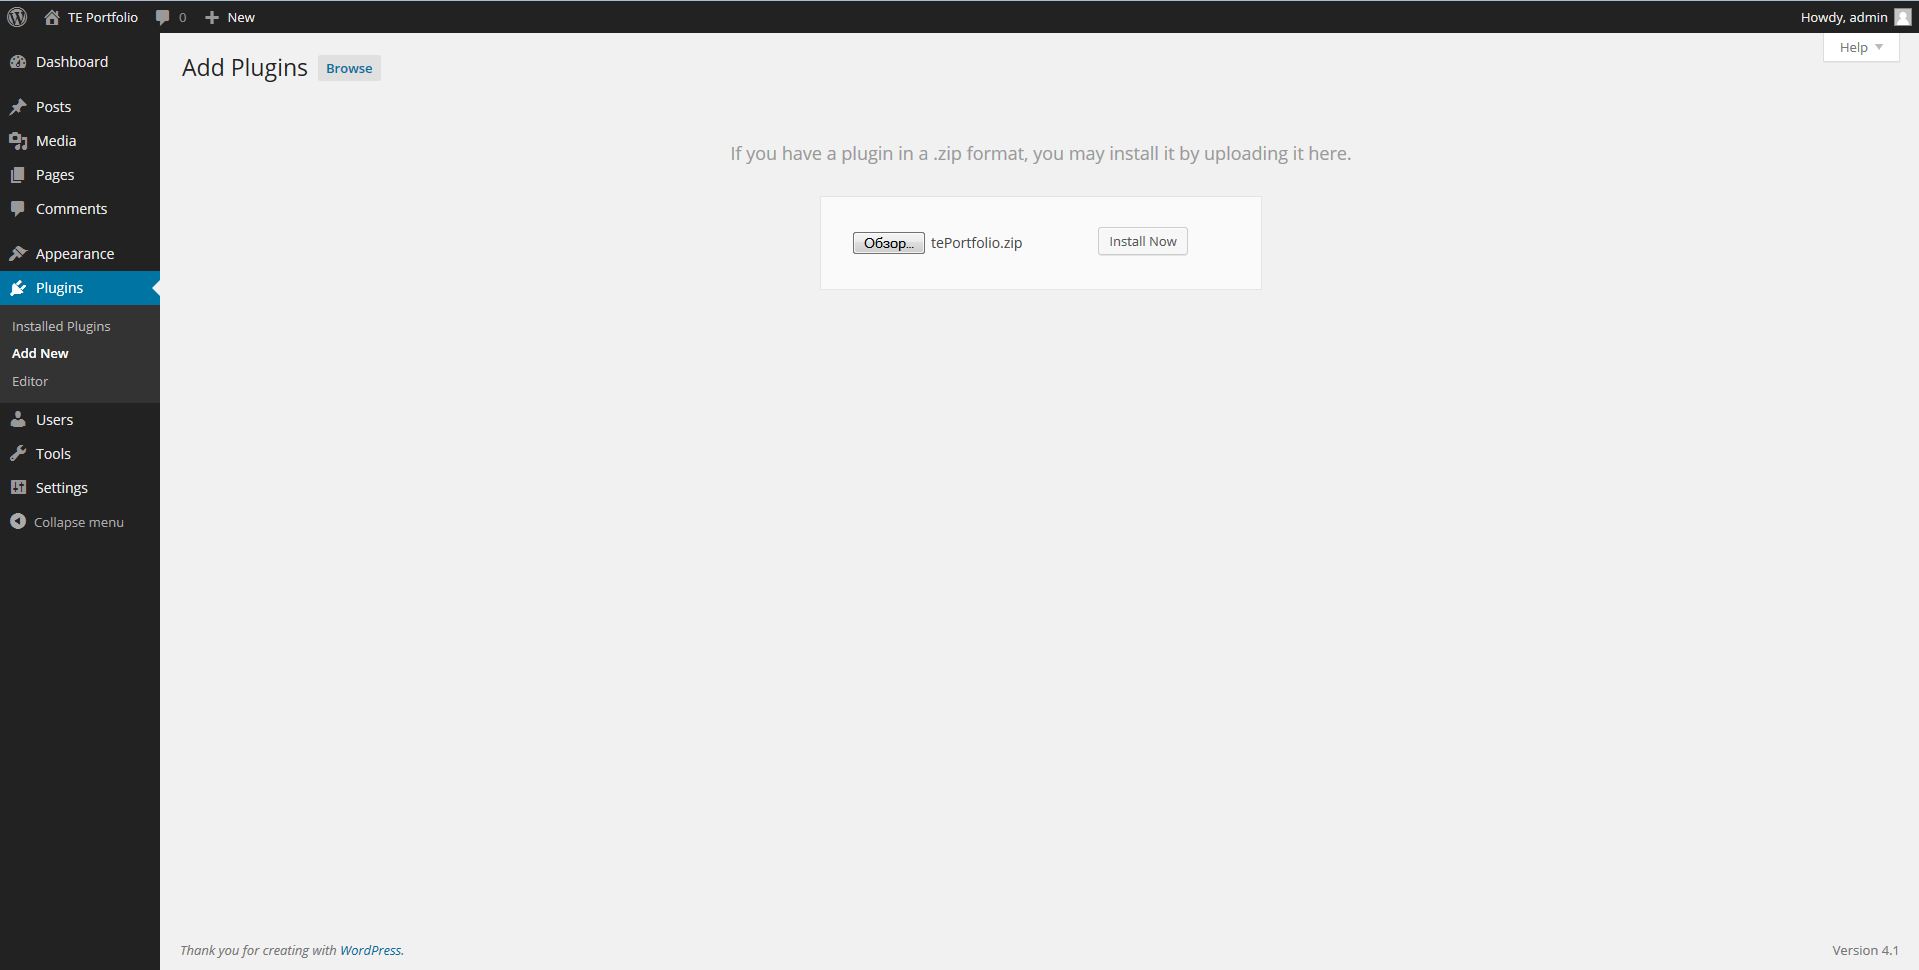 TE Portfolio 0 New Howdy, admin
Help
Dashboard
Posts
Media
Pages
Comments
Appearance
Plugins
Installed Plugins
Add New
Editor
Users
Tools
Settings
Collapse menu
Add Plugins Browse
If you have a plugin in a .zip format, you may install it by uploading it here.
Обзор... tePortfolio.zip Install Now
Thank you for creating with WordPress. Version 4.1